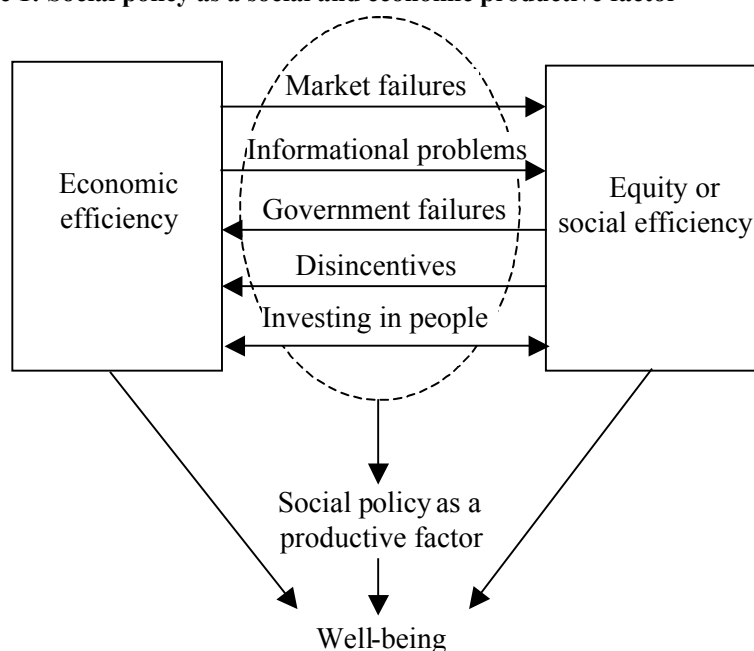 e 1: Social policy as a social and economic productive factor
Market failures
Informational problems
Economic
efficiency
Equity or
social efficiency
Government failures
Disincentives
Investing in people
Social policy as a
productive factor
Well-being